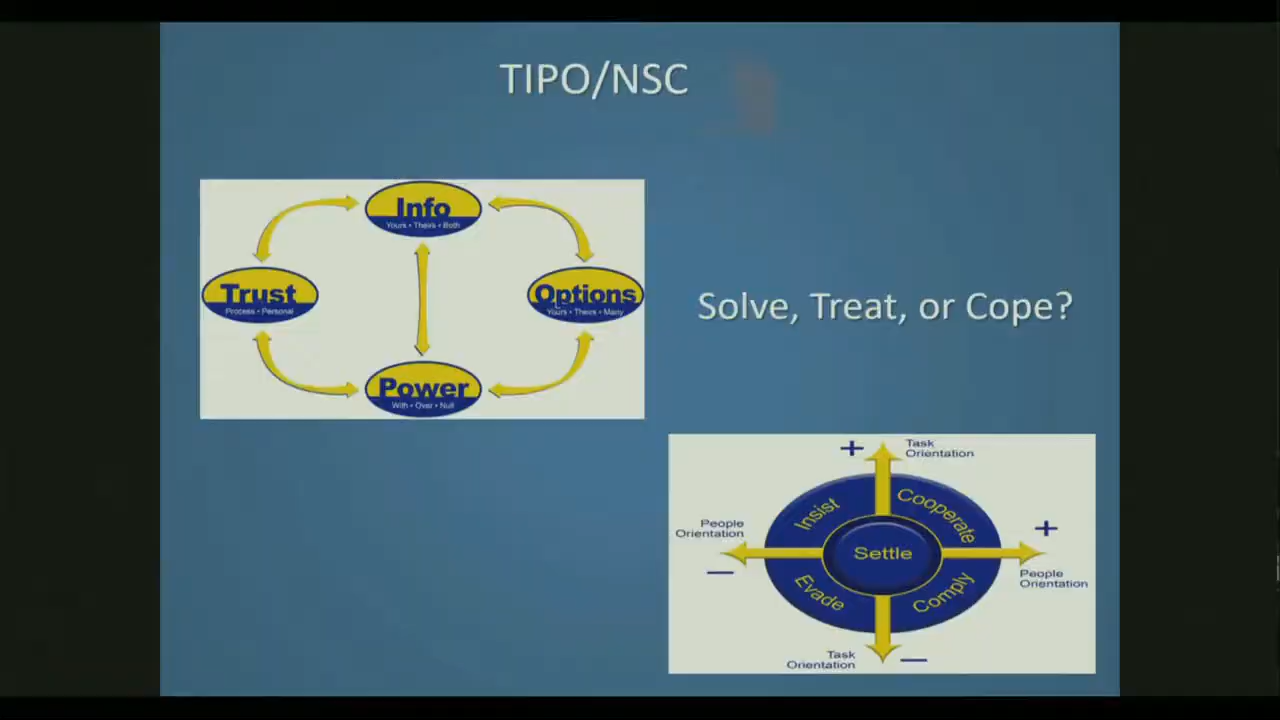 TIPO/NSC
Info
Yours • Theirs • Both
Trust
Process • Personal
Options
Yours • Theirs • Many
Power
With • Over • Null
Solve, Treat, or Cope?
+
Task
Orientation
Insist
Cooperate
People
Orientation
—
Settle
+
People
Orientation
Evade
Comply
Task
Orientation
—